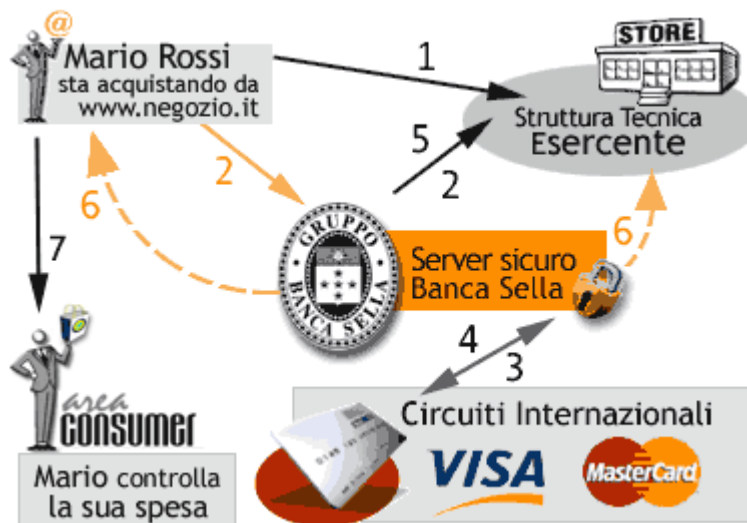 @
Mario Rossi
sta acquistando da
www.negozio.it
1
STORE
Struttura Tecnica
Esercente
5
2
2
6
6
7
GRUPPO
BANCA SELLA
Server sicuro
Banca Sella
4
3
area
CONSUMER
Mario controlla
la sua spesa
Circuiti Internazionali
VISA
MasterCard